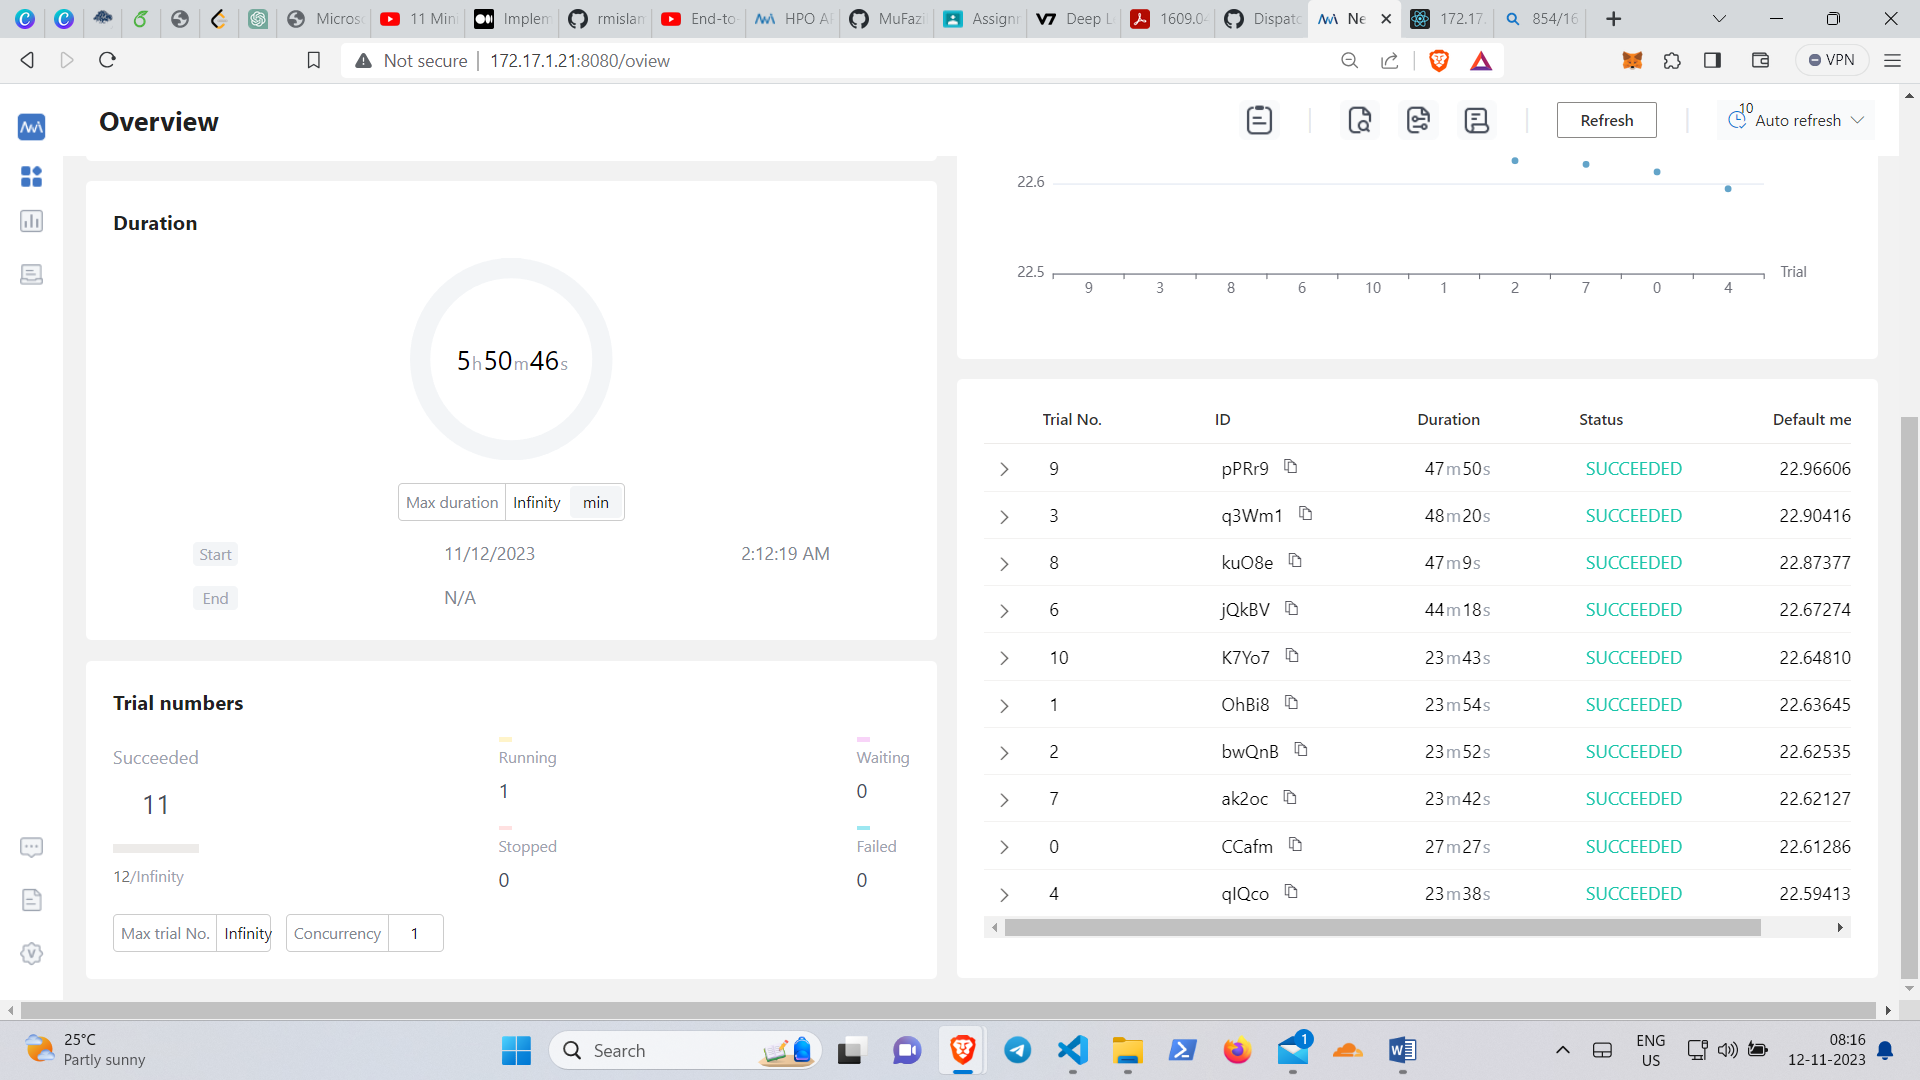 Micros
11 Mini
Implem
rmislan
End-to-
HPO A
MuFazi
Assignm
Deep L
1609.04
Dispatc
Ne
172.17.
854/16
Not secure
172.17.1.21:8080/oview
VPN
Overview
Refresh
10
Auto refresh
Duration
5h50m46s
Max duration Infinity min
Start 11/12/2023 2:12:19 AM
End N/A
Trial numbers
Succeeded
11
12/Infinity
Running
1
Waiting
0
Stopped
0
Failed
0
Max trial No. Infinity
Concurrency 1
22.6
22.5
Trial
9 3 8 6 10 1 2 7 0 4
Trial No. ID Duration Status Default me
9 pPRr9 47m50s SUCCEEDED 22.96606
3 q3Wm1 48m20s SUCCEEDED 22.90416
8 kuO8e 47m9s SUCCEEDED 22.87377
6 jQkBV 44m18s SUCCEEDED 22.67274
10 K7Yo7 23m43s SUCCEEDED 22.64810
1 OhBi8 23m54s SUCCEEDED 22.63645
2 bwQnB 23m52s SUCCEEDED 22.62535
7 ak2oc 23m42s SUCCEEDED 22.62127
0 CCafm 27m27s SUCCEEDED 22.61286
4 qIQco 23m38s SUCCEEDED 22.59413
25°C
Partly sunny
Search
1
ENG
US
08:16
12-11-2023